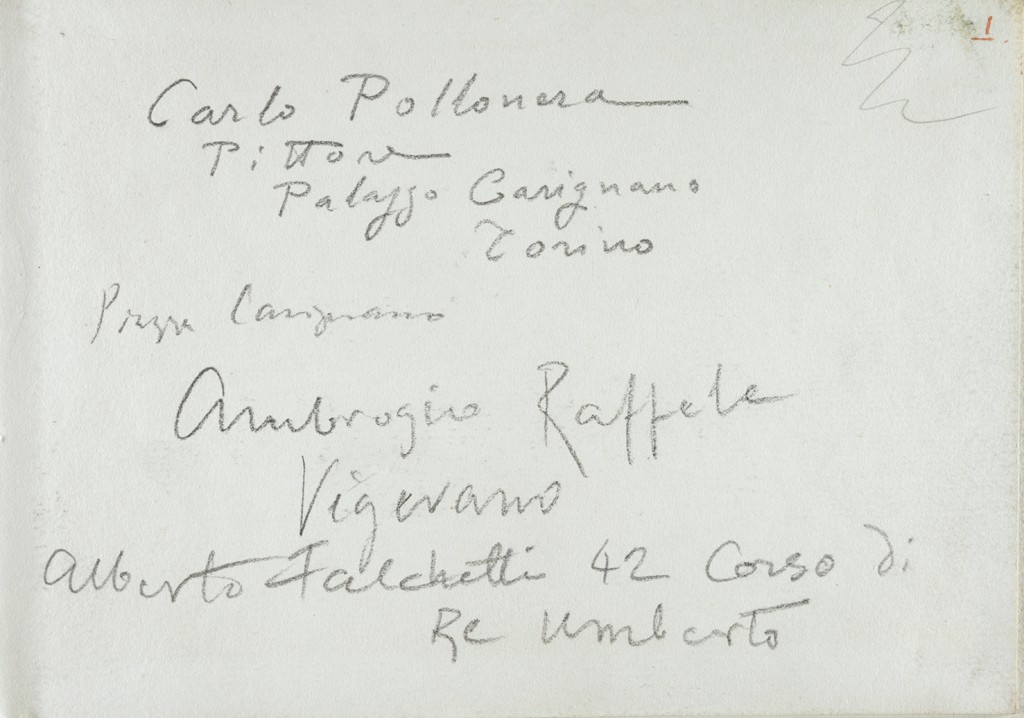 1
Carlo Pollonera
Pittore
Palazzo Carignano
Torino
Piazza Carignano
Ambrogio Raffele
Vigevano
Alberto Falchetti 42 Corso di
Re Umberto